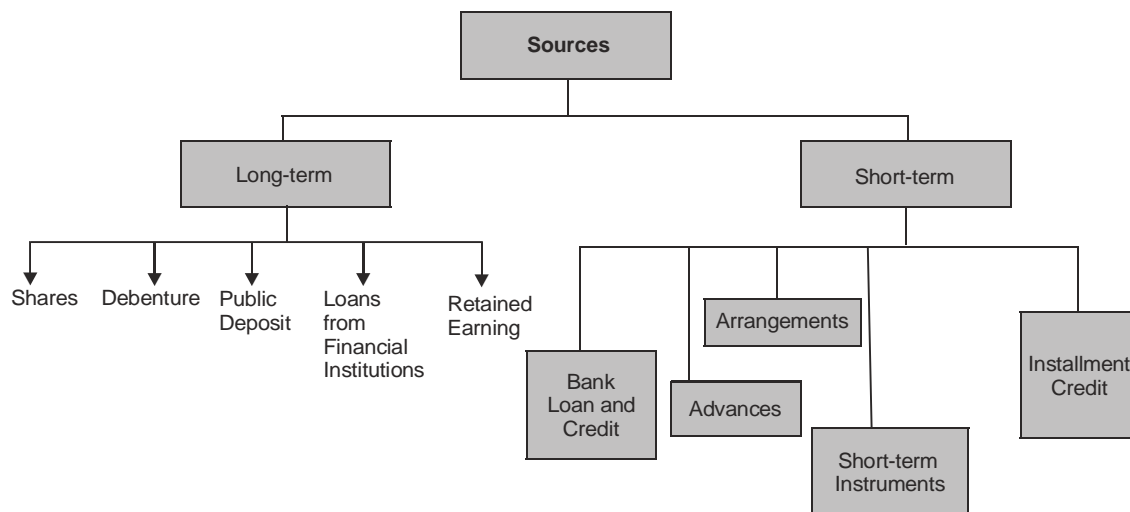 Sources
Long-term
Short-term
Shares
Debenture
Public
Deposit
Loans
from
Financial
Institutions
Retained
Earning
Bank
Loan and
Credit
Advances
Arrangements
Short-term
Instruments
Installment
Credit